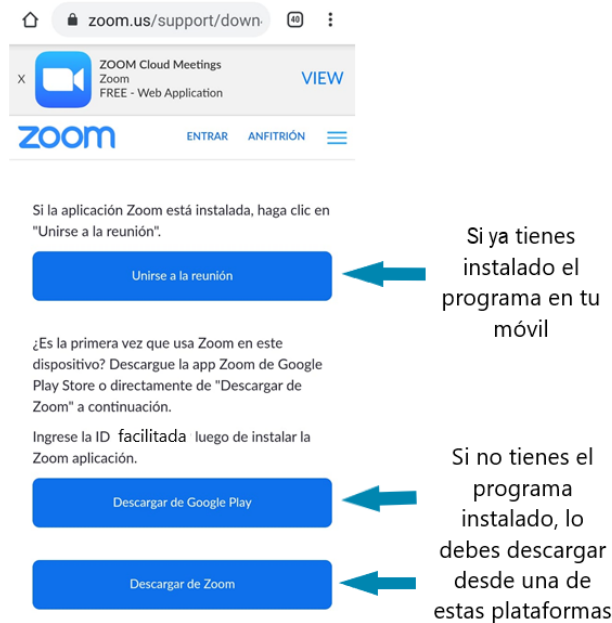 zoom.us/support/down
40
X
ZOOM Cloud Meetings
Zoom
FREE - Web Application
VIEW
zoom
ENTRAR
ANFITRIÓN
Si la aplicación Zoom está instalada, haga clic en
"Unirse a la reunión".
Unirse a la reunión
Si ya tienes
instalado el
programa en tu
móvil
¿Es la primera vez que usa Zoom en este
dispositivo? Descargue la app Zoom de Google
Play Store o directamente de "Descargar de
Zoom" a continuación.
Ingrese la ID facilitada luego de instalar la
Zoom aplicación.
Descargar de Google Play
Descargar de Zoom
Si no tienes el
programa
instalado, lo
debes descargar
desde una de
estas plataformas